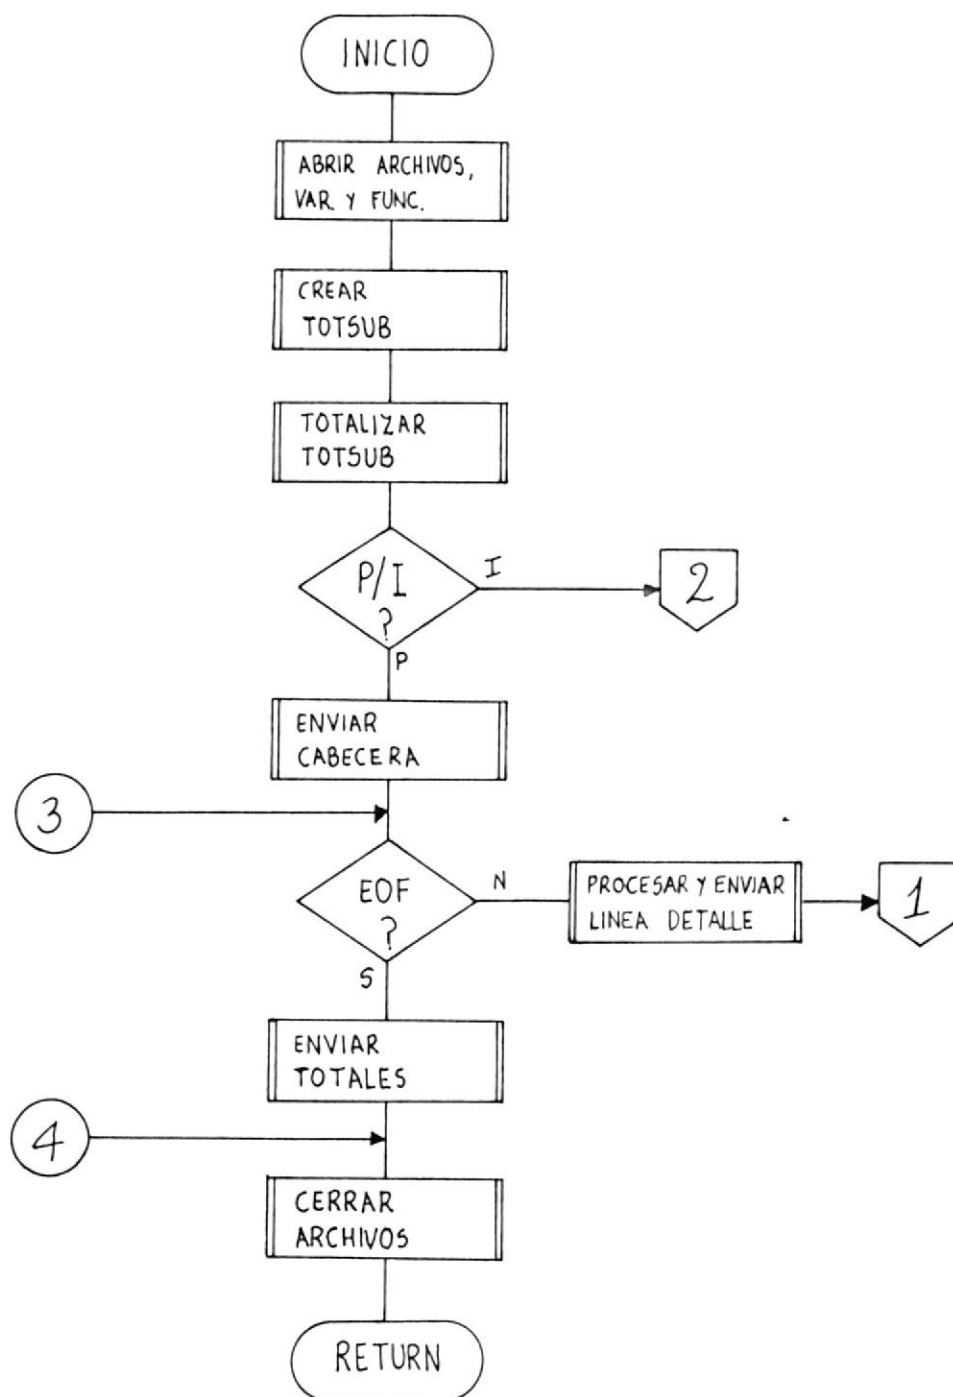 INICIO
ABRIR ARCHIVOS,
VAR. Y FUNC.
CREAR
TOTSUB
TOTALIZAR
TOTSUB
P/I
?
I
2
P
ENVIAR
CABECERA
3
EOF
?
N
PROCESAR Y ENVIAR
LINEA DETALLE
1
S
ENVIAR
TOTALES
4
CERRAR
ARCHIVOS
RETURN